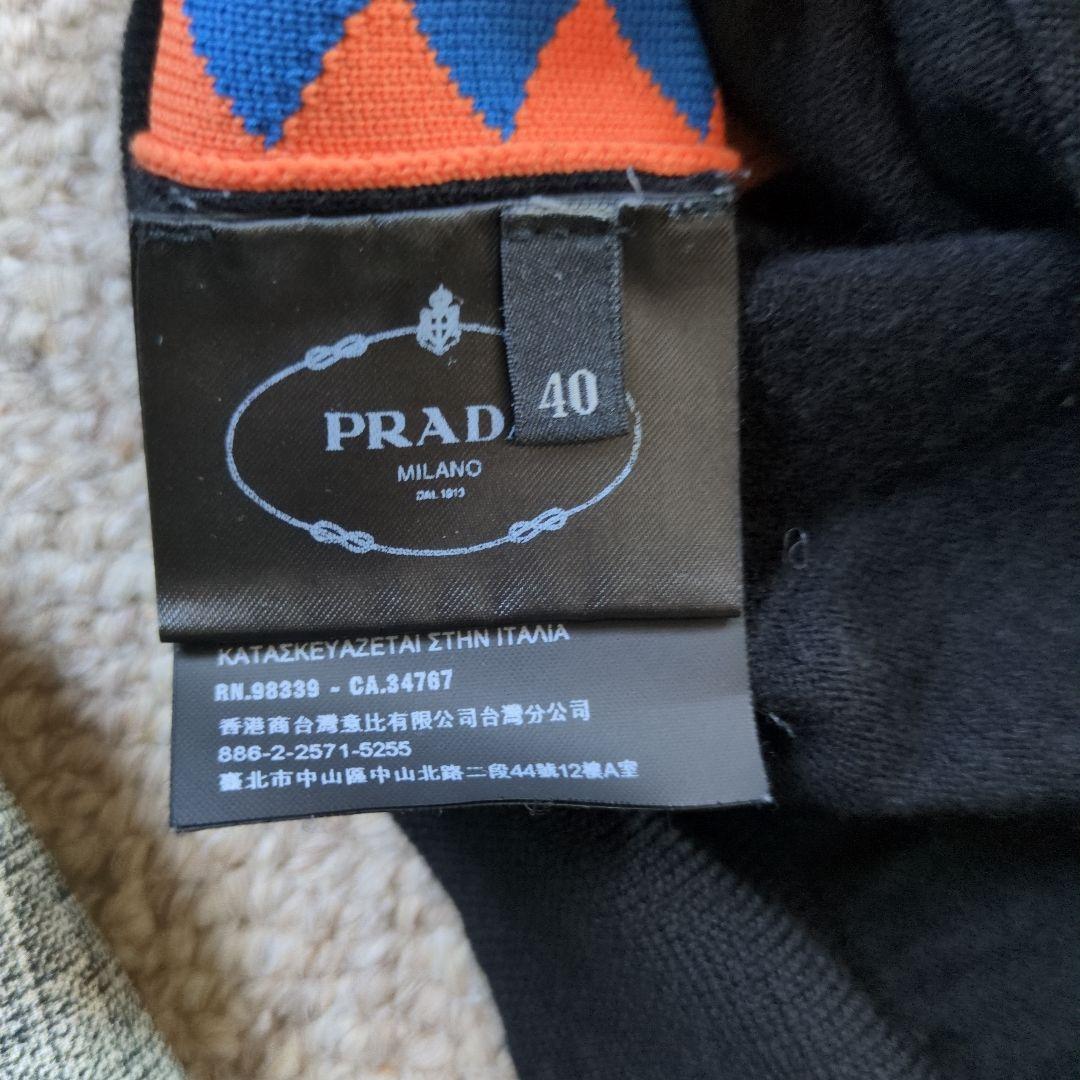 40
PRAD
MILANO
DAL 1913
ΚΑΤΑΣΚΕΥΑΖΕΤΑΙ ΣΤΗΝ ΙΤΑΛΙΑ
RN.98339 - CA.34767
香港商台灣意比有限公司台灣分公司
886-2-2571-5255
臺北市中山區中山北路二段44號12樓A室